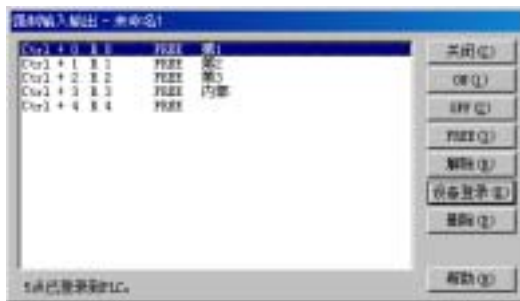 强制输入输出 - 未命名1
Ctrl + 0 R 0 FREE 第1
Ctrl + 1 R 1 FREE 第2
Ctrl + 2 R 2 FREE 第3
Ctrl + 3 R 3 FREE 内部
Ctrl + 4 R 4 FREE
关闭(C)
ON(1)
OFF
FREE
解除
设备登录
删除
帮助
5点已登录到PLC。